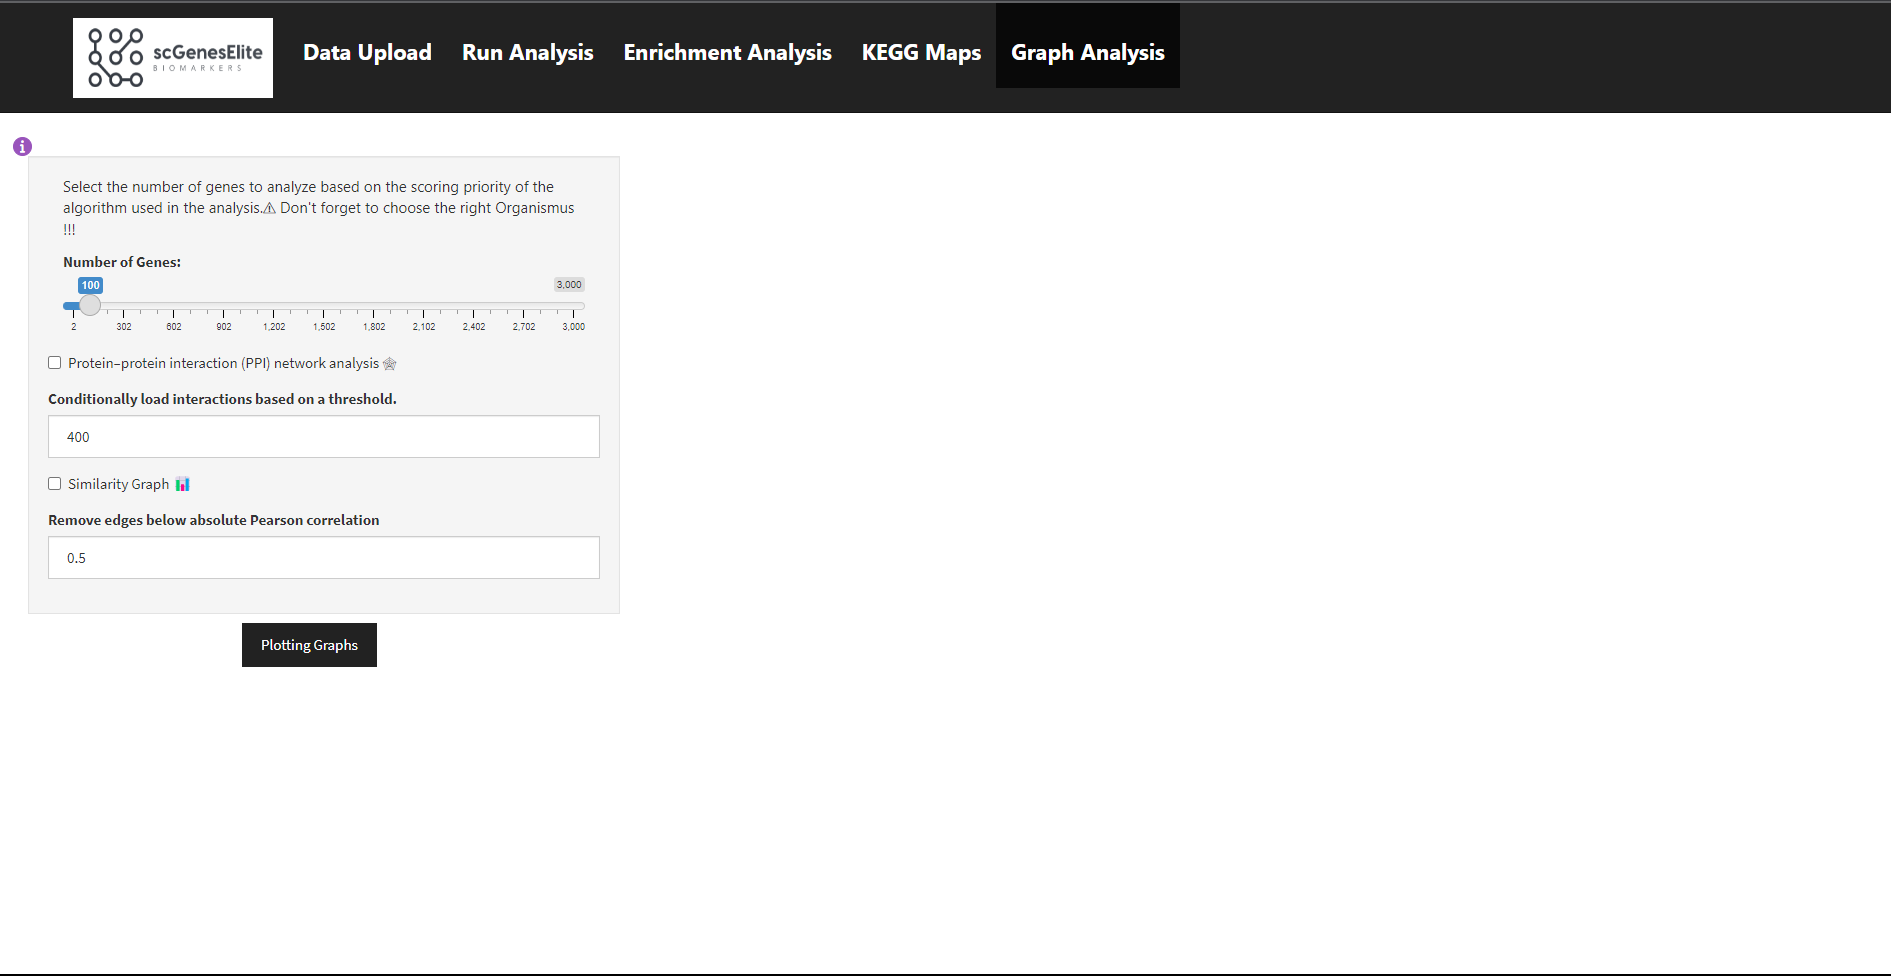 scGenesElite
BIOMARKERS
Data Upload
Run Analysis
Enrichment Analysis
KEGG Maps
Graph Analysis
i
Select the number of genes to analyze based on the scoring priority of the
algorithm used in the analysis.⚠ Don't forget to choose the right Organismus
!!!
Number of Genes:
100
3,000
2 302 602 902 1,202 1,502 1,802 2,102 2,402 2,702 3,000
Protein–protein interaction (PPI) network analysis 🕸
Conditionally load interactions based on a threshold.
400
Similarity Graph 📊
Remove edges below absolute Pearson correlation
0.5
Plotting Graphs